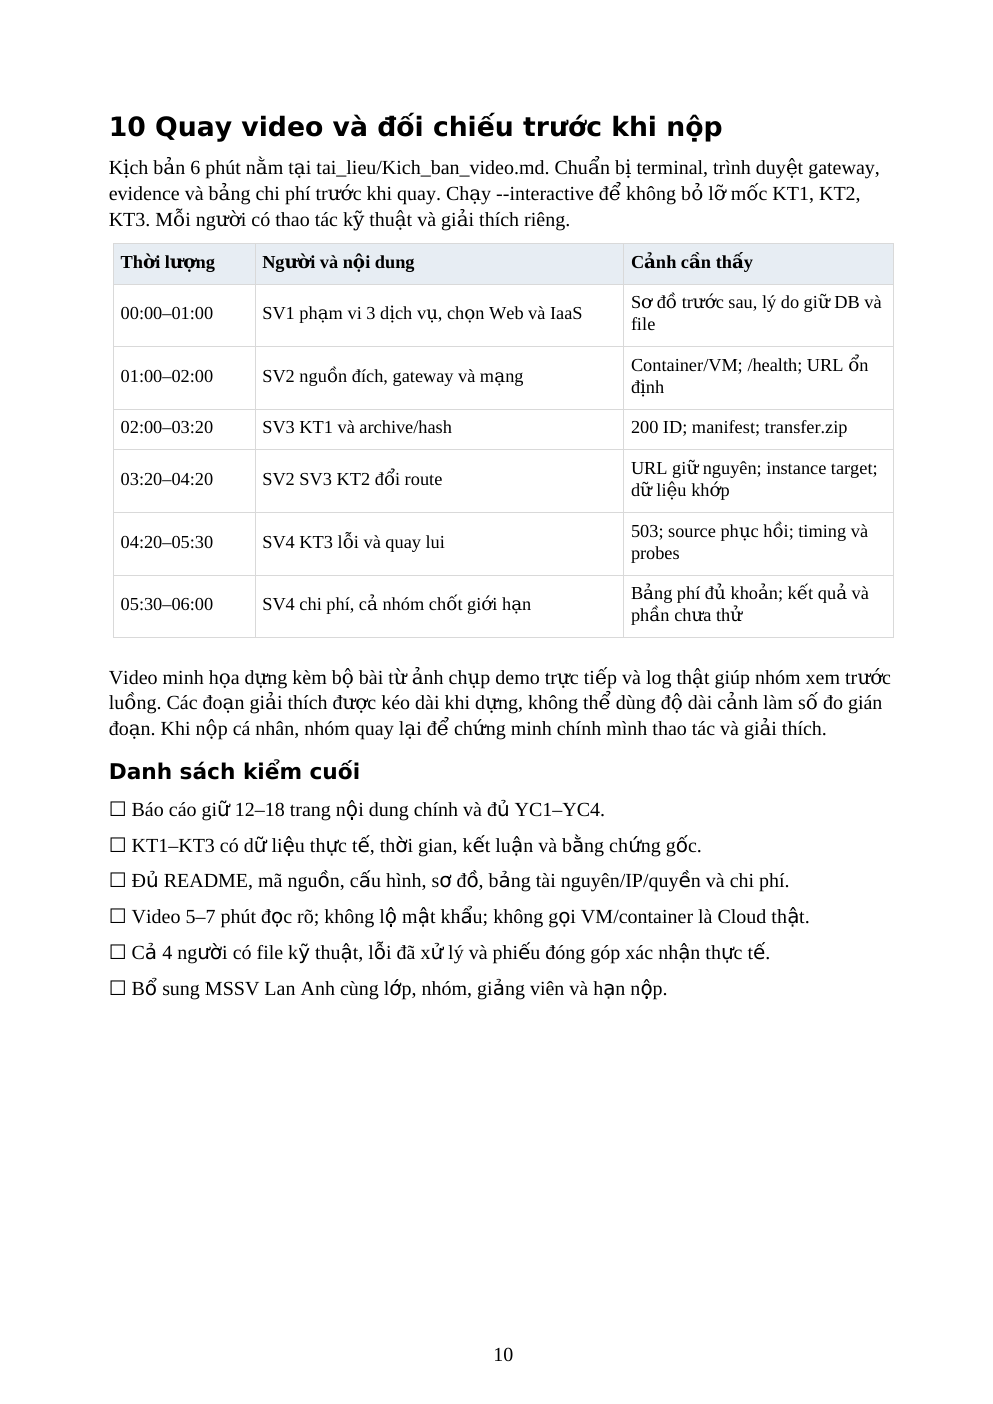 10 Quay video và đối chiếu trước khi nộp
Kịch bản 6 phút nằm tại tai_lieu/Kich_ban_video.md. Chuẩn bị terminal, trình duyệt gateway,
evidence và bảng chi phí trước khi quay. Chạy --interactive để không bỏ lỡ mốc KT1, KT2,
KT3. Mỗi người có thao tác kỹ thuật và giải thích riêng.
Thời lượng Người và nội dung Cảnh cần thấy
00:00–01:00 SV1 phạm vi 3 dịch vụ, chọn Web và IaaS Sơ đồ trước sau, lý do giữ DB và
file
01:00–02:00 SV2 nguồn đích, gateway và mạng Container/VM; /health; URL ổn
định
02:00–03:20 SV3 KT1 và archive/hash 200 ID; manifest; transfer.zip
03:20–04:20 SV2 SV3 KT2 đổi route URL giữ nguyên; instance target;
dữ liệu khớp
04:20–05:30 SV4 KT3 lỗi và quay lui 503; source phục hồi; timing và
probes
05:30–06:00 SV4 chi phí, cả nhóm chốt giới hạn Bảng phí đủ khoản; kết quả và
phần chưa thử
Video minh họa dựng kèm bộ bài từ ảnh chụp demo trực tiếp và log thật giúp nhóm xem trước
luồng. Các đoạn giải thích được kéo dài khi dựng, không thể dùng độ dài cảnh làm số đo gián
đoạn. Khi nộp cá nhân, nhóm quay lại để chứng minh chính mình thao tác và giải thích.
Danh sách kiểm cuối
☐ Báo cáo giữ 12–18 trang nội dung chính và đủ YC1–YC4.
☐ KT1–KT3 có dữ liệu thực tế, thời gian, kết luận và bằng chứng gốc.
☐ Đủ README, mã nguồn, cấu hình, sơ đồ, bảng tài nguyên/IP/quyền và chi phí.
☐ Video 5–7 phút đọc rõ; không lộ mật khẩu; không gọi VM/container là Cloud thật.
☐ Cả 4 người có file kỹ thuật, lỗi đã xử lý và phiếu đóng góp xác nhận thực tế.
☐ Bổ sung MSSV Lan Anh cùng lớp, nhóm, giảng viên và hạn nộp.
10